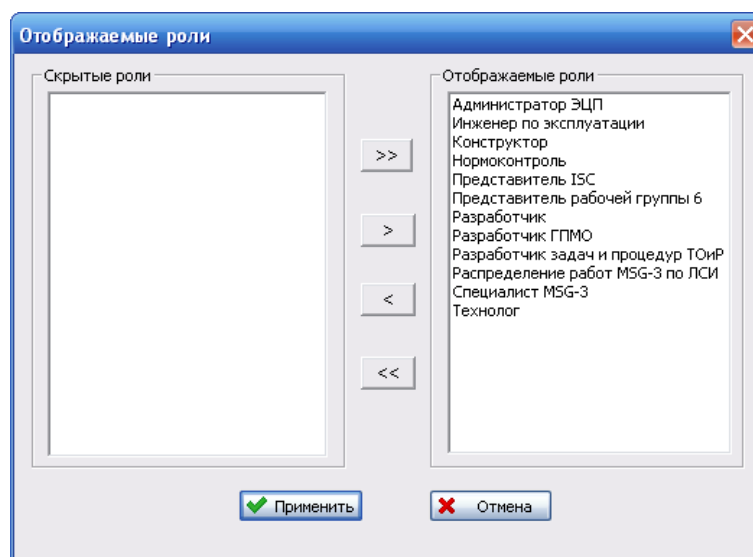 Отображаемые роли
Скрытые роли
Отображаемые роли
Администратор ЭЦП
Инженер по эксплуатации
Конструктор
Нормоконтроль
Представитель ISC
Представитель рабочей группы 6
Разработчик
Разработчик ГПМО
Разработчик задач и процедур ТОиР
Распределение работ MSG-3 по ЛСИ
Специалист MSG-3
Технолог
>>
>
<
<<
Применить
Отмена